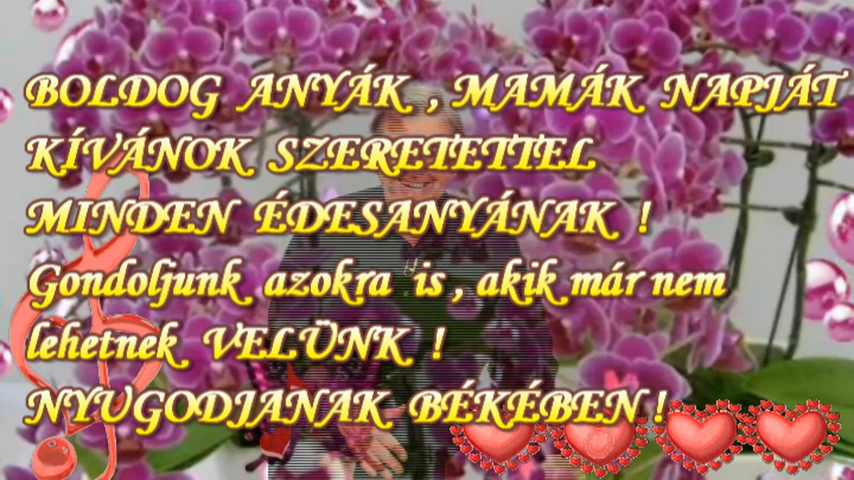 BOLDOG ANYÁK , MAMÁK NAPJÁT
KÍVÁNOK SZERETETTEL
MINDEN ÉDESANYÁNAK !
Gondoljunk azokra is , akik már nem
lehetnek VELÜNK !
NYUGODJANAK BÉKÉBEN !